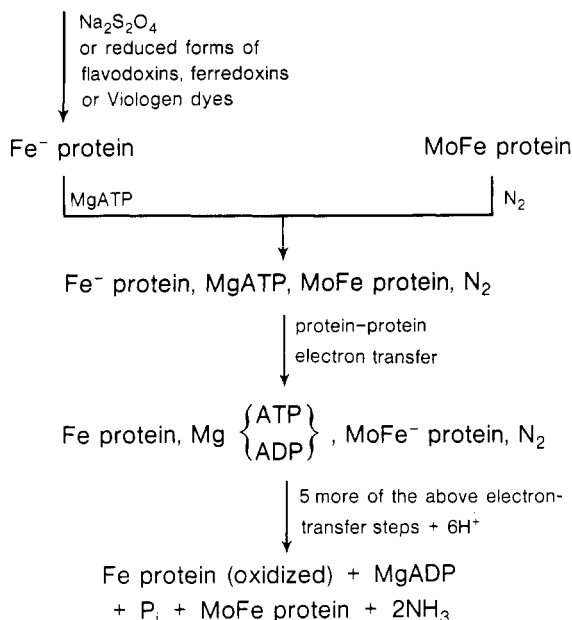 Na₂S₂O₄
or reduced forms of
flavodoxins, ferredoxins
or Viologen dyes
Fe⁻ protein MoFe protein
MgATP N₂
Fe⁻ protein, MgATP, MoFe protein, N₂
protein–protein
electron transfer
Fe protein, Mg {ATP ADP} , MoFe⁻ protein, N₂
5 more of the above electron-
transfer steps + 6H⁺
Fe protein (oxidized) + MgADP
+ Pᵢ + MoFe protein + 2NH₃